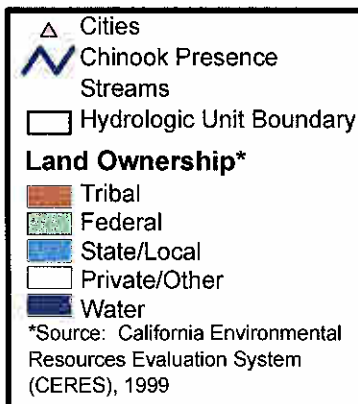 Cities
Chinook Presence
Streams
Hydrologic Unit Boundary
Land Ownership*
Tribal
Federal
State/Local
Private/Other
Water
*Source: California Environmental
Resources Evaluation System
(CERES), 1999